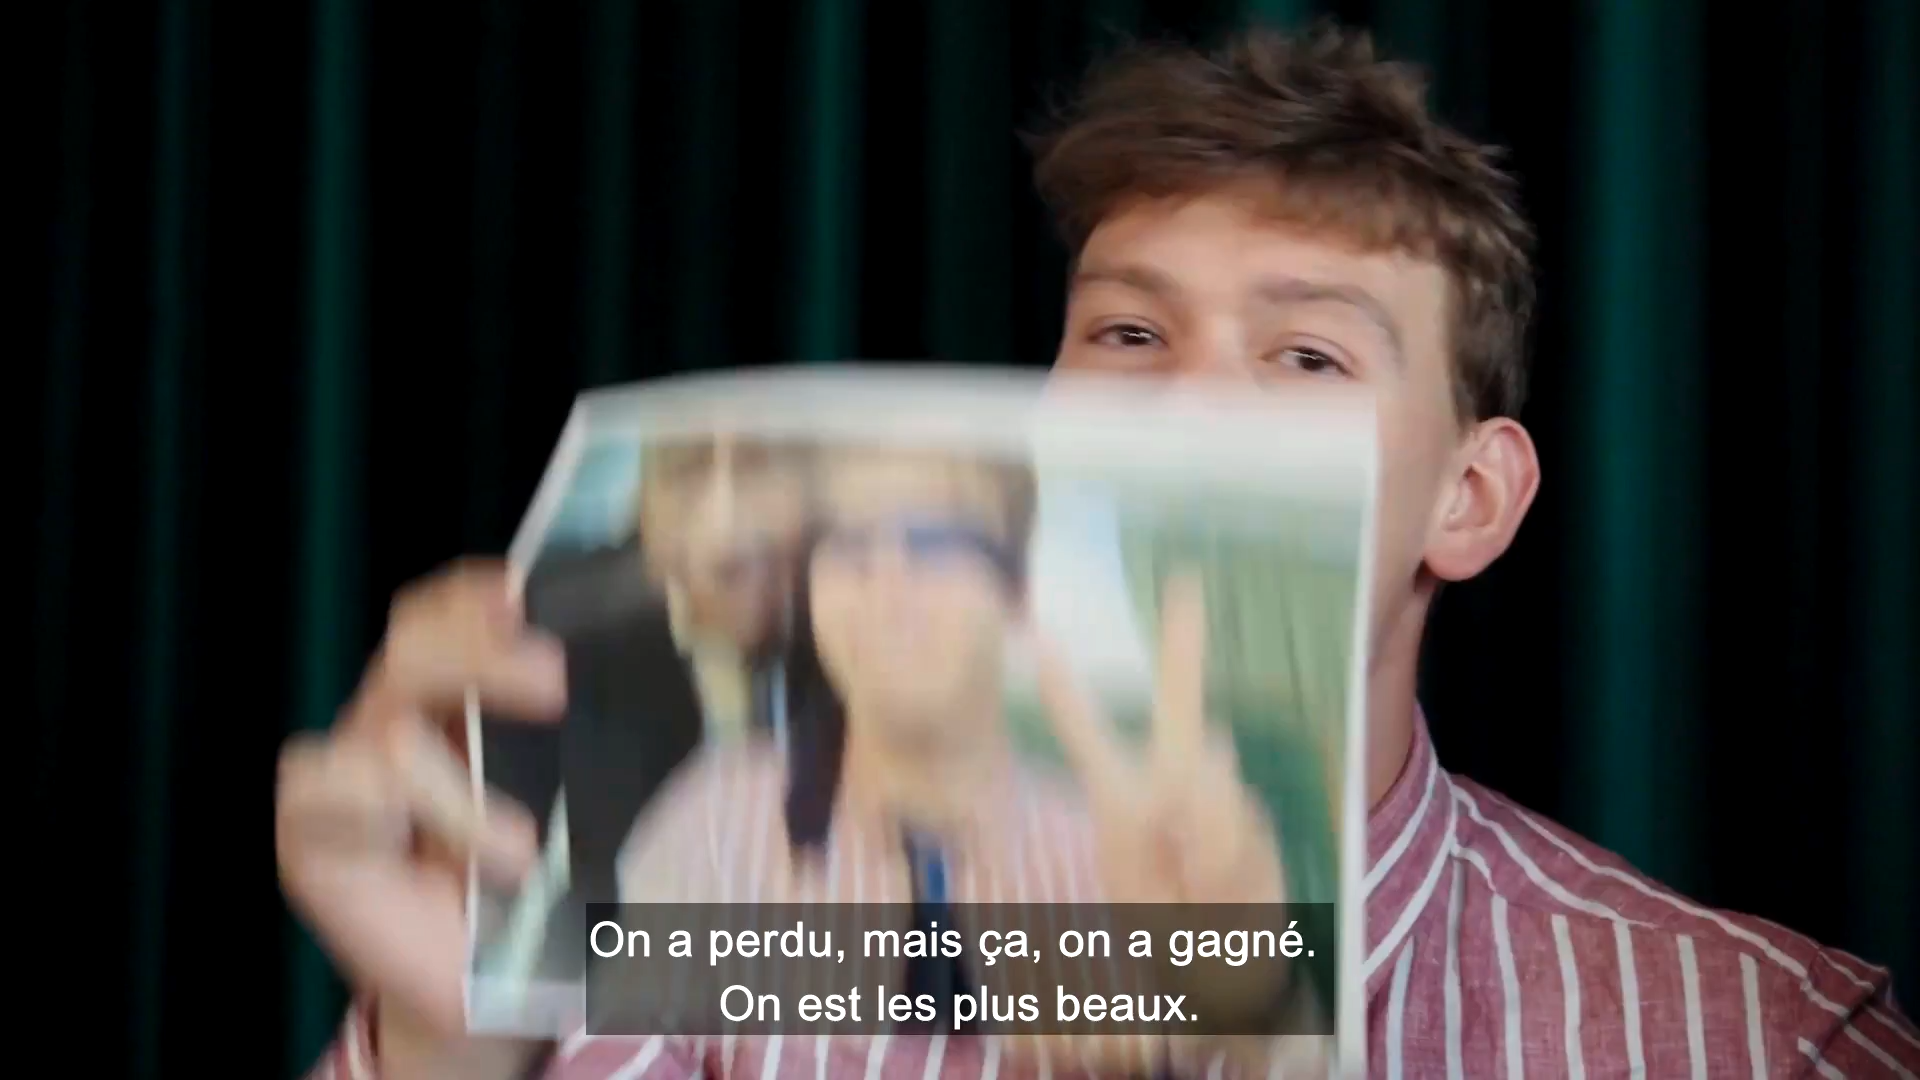 On a perdu, mais ça, on a gagné.
On est les plus beaux.